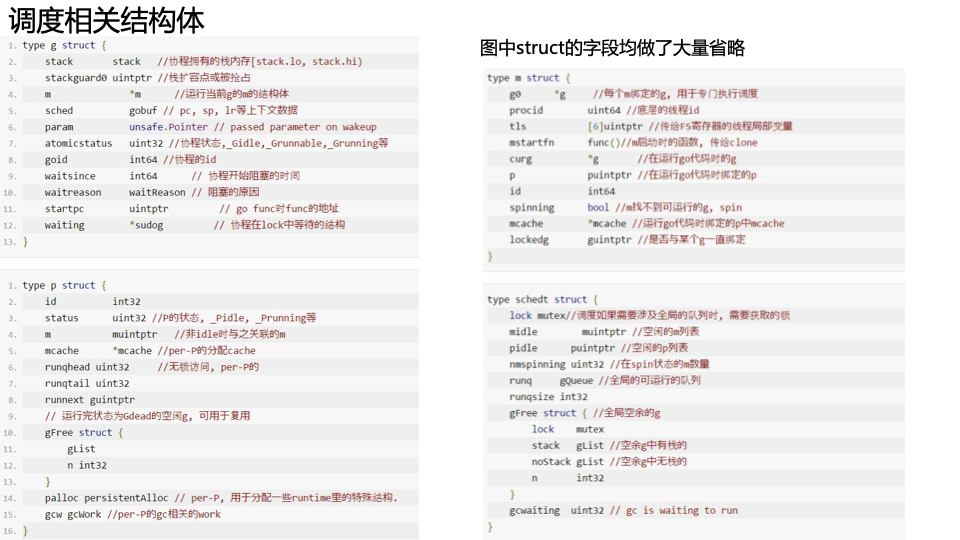 调度相关结构体
1. type g struct {
2. stack stack //协程拥有的栈内存[stack.lo, stack.hi)
3. stackguard0 uintptr //栈扩容点或被抢占
4. m *m //运行当前g的m的结构体
5. sched gobuf // pc, sp, lr等上下文数据
6. param unsafe.Pointer // passed parameter on wakeup
7. atomicstatus uint32 //协程状态,_Gidle,_Grunnable,_Grunning等
8. goid int64 //协程的id
9. waitsince int64 // 协程开始阻塞的时间
10. waitreason waitReason // 阻塞的原因
11. startpc uintptr // go func时func的地址
12. waiting *sudog // 协程在lock中等待的结构
13. }
1. type p struct {
2. id int32
3. status uint32 //P的状态, _Pidle, _Prunning等
4. m muintptr //非idle时与之关联的m
5. mcache *mcache //per-P的分配cache
6. runqhead uint32 //无锁访问, per-P的
7. runqtail uint32
8. runnext guintptr
9. // 运行完状态为Gdead的空闲g, 可用于复用
10. gFree struct {
11. gList
12. n int32
13. }
14. palloc persistentAlloc // per-P, 用于分配一些runtime里的特殊结构.
15. gcw gcWork //per-P的gc相关的work
16. }
图中struct的字段均做了大量省略
type m struct {
g0 *g //每个m绑定的g, 用于专门执行调度
procid uint64 //底层的线程id
tls [6]uintptr //传给FS寄存器的线程局部变量
mstartfn func()//m启动时的函数, 传给clone
curg *g //在运行go代码时的g
p puintptr //在运行go代码时绑定的p
id int64
spinning bool //m找不到可运行的g, spin
mcache *mcache //运行go代码时绑定的p中mcache
lockedg guintptr //是否与某个g一直绑定
}
type schedt struct {
lock mutex//调度如果需要涉及全局的队列时, 需要获取的锁
midle muintptr //空闲的m列表
pidle puintptr //空闲的p列表
nmspinning uint32 //在spin状态的m数量
runq gQueue //全局的可运行的队列
runqsize int32
gFree struct { //全局空余的g
lock mutex
stack gList //空余g中有栈的
noStack gList //空余g中无栈的
n int32
}
gcwaiting uint32 // gc is waiting to run
}